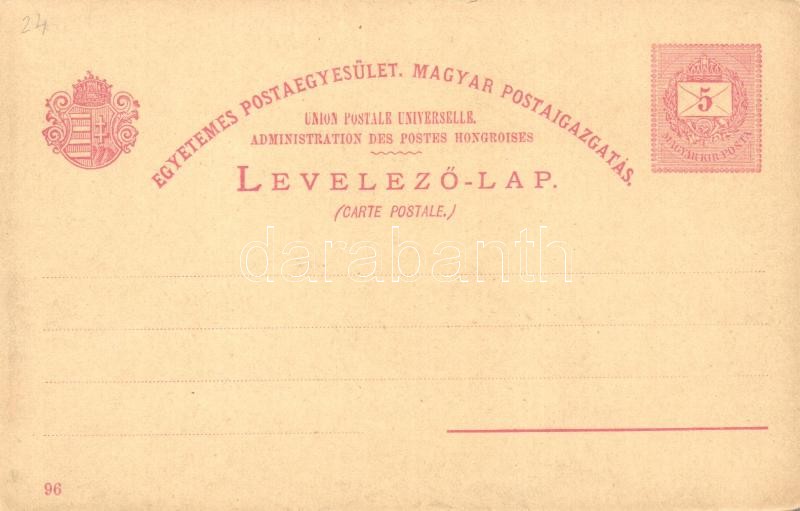 24
EGYETEMES POSTAEGYESÜLET. MAGYAR POSTAIGAZGATÁS.
UNION POSTALE UNIVERSELLE.
ADMINISTRATION DES POSTES HONGROISES
LEVELEZŐ-LAP.
(CARTE POSTALE.)
5
MAGYAR KIR. POSTA
darabanth
96